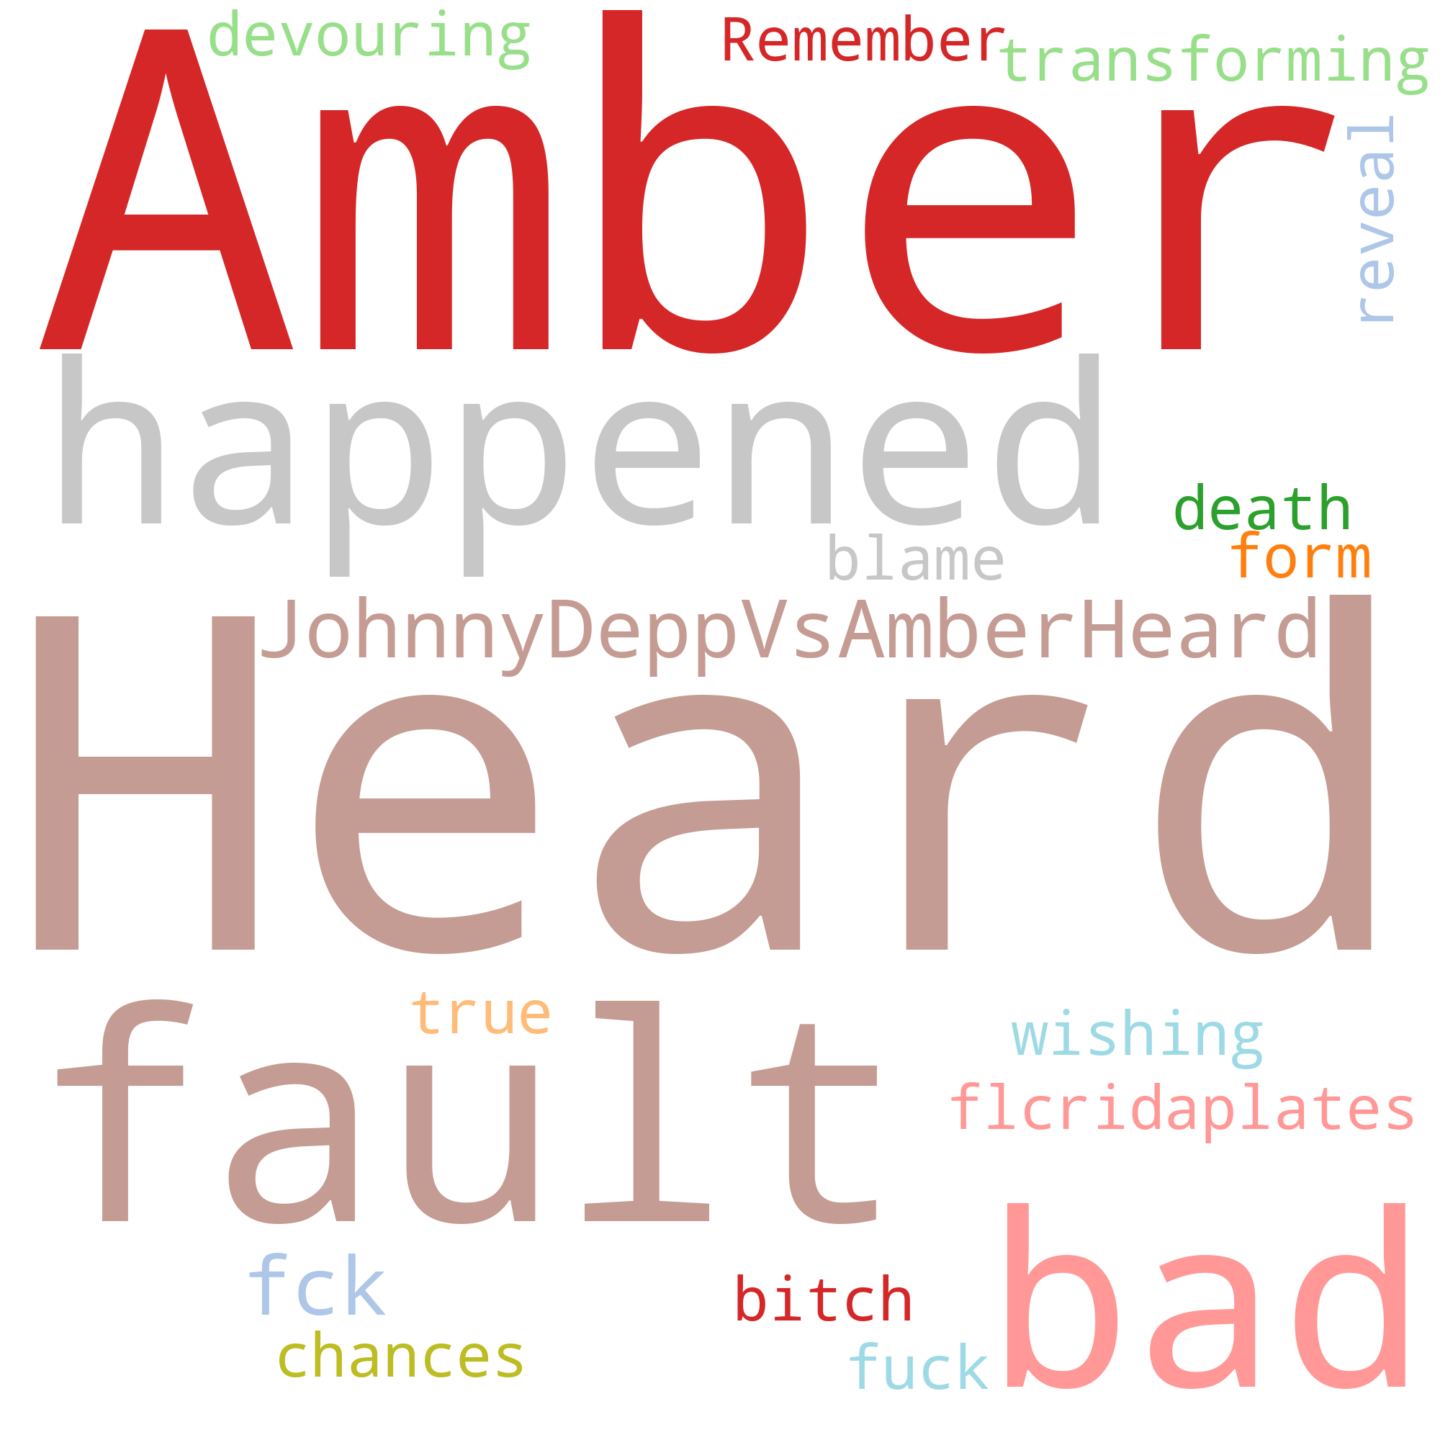 devouring
Remember
transforming
Amber
reveal
happened
death
blame
form
JohnnyDeppVsAmberHeard
Heard
true
wishing
fault
flcridaplates
fck
bitch
bad
chances
fuck